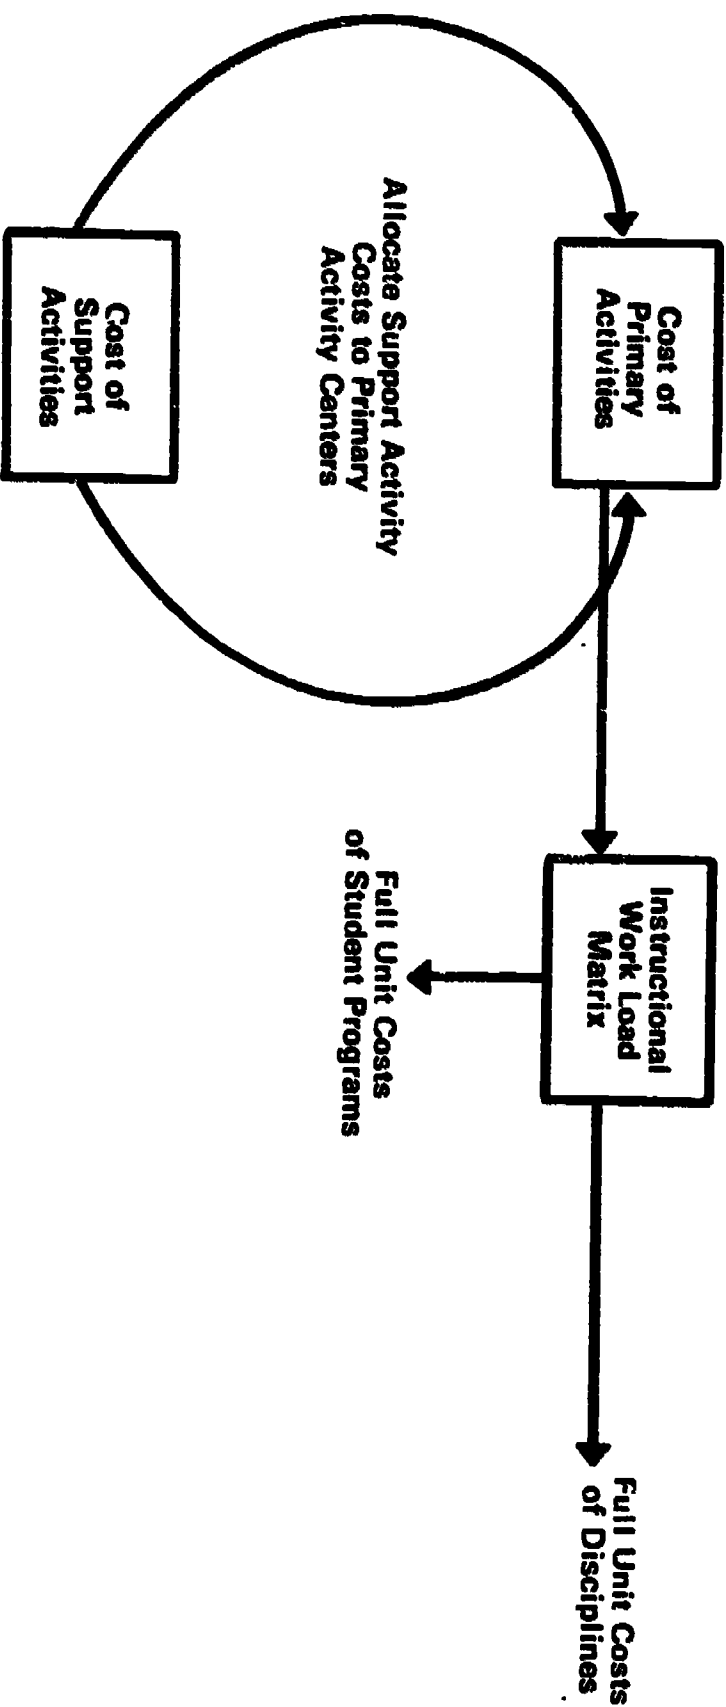 Cost of
Primary
Activities
Allocate Support Activity
Costs to Primary
Activity Centers
Cost of
Support
Activities
Instructional
Work Load
Matrix
Full Unit Costs
of Student Programs
Full Unit Costs
of Disciplines